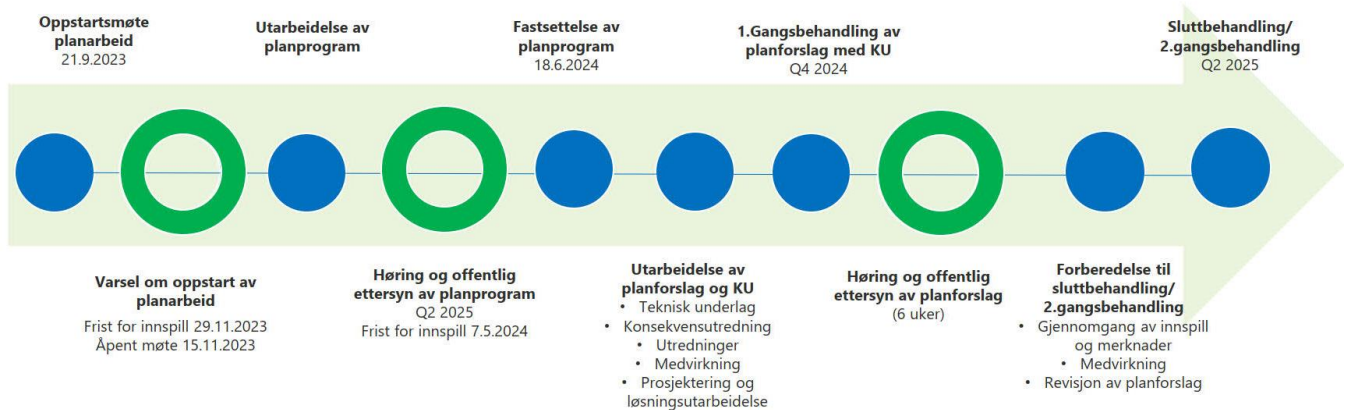 Oppstartsmøte
planarbeid
21.9.2023
Utarbeidelse av
planprogram
Fastsettelse av
planprogram
18.6.2024
1.Gangsbehandling av
planforslag med KU
Q4 2024
Sluttbehandling/
2.gangsbehandling
Q2 2025
Varsel om oppstart av
planarbeid
Frist for innspill 29.11.2023
Åpent møte 15.11.2023
Høring og offentlig
ettersyn av planprogram
Q2 2025
Frist for innspill 7.5.2024
Utarbeidelse av
planforslag og KU
• Teknisk underlag
• Konsekvensutredning
• Utredninger
• Medvirkning
• Prosjektering og
løsningsutarbeidelse
Høring og offentlig
ettersyn av planforslag
(6 uker)
Forberedelse til
sluttbehandling/
2.gangsbehandling
• Gjennomgang av innspill
og merknader
• Medvirkning
• Revisjon av planforslag